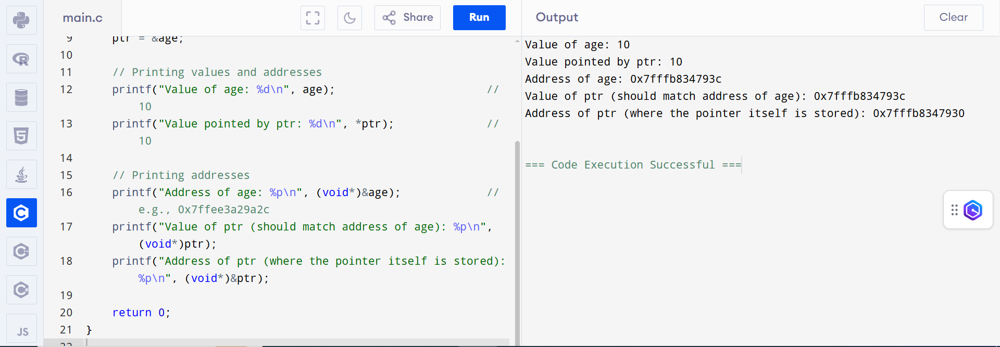 main.c
Share
Run
Output
Clear
9 ptr = &age;
10
11 // Printing values and addresses
12 printf("Value of age: %d\n", age); //
10
13 printf("Value pointed by ptr: %d\n", *ptr); //
10
14
15 // Printing addresses
16 printf("Address of age: %p\n", (void*)&age); //
e.g., 0x7ffee3a29a2c
17 printf("Value of ptr (should match address of age): %p\n",
(void*)ptr);
18 printf("Address of ptr (where the pointer itself is stored):
%p\n", (void*)&ptr);
19
20 return 0;
21 }
22
Value of age: 10
Value pointed by ptr: 10
Address of age: 0x7fffb834793c
Value of ptr (should match address of age): 0x7fffb834793c
Address of ptr (where the pointer itself is stored): 0x7fffb8347930
=== Code Execution Successful ===
JS